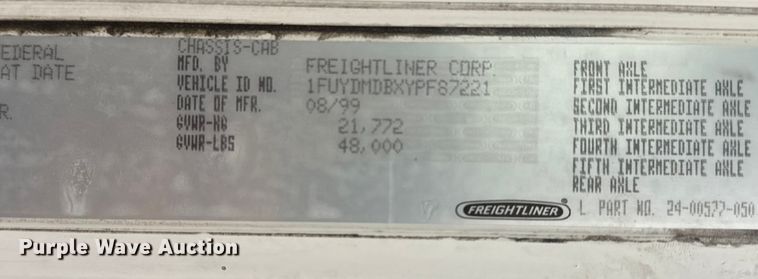 EDERAL
AT DATE
R.
CHASSIS-CAB
MFD. BY FREIGHTLINER CORP.
VEHICLE ID NO. 1FUYDMDBXYPF87221
DATE OF MFR. 08/99
GVWR-KG 21,772
GVWR-LBS 48,000
FRONT AXLE
FIRST INTERMEDIATE AXLE
SECOND INTERMEDIATE AXLE
THIRD INTERMEDIATE AXLE
FOURTH INTERMEDIATE AXLE
FIFTH INTERMEDIATE AXLE
REAR AXLE
FREIGHTLINER
L PART NO. 24-00577-050
Purple Wave Auction